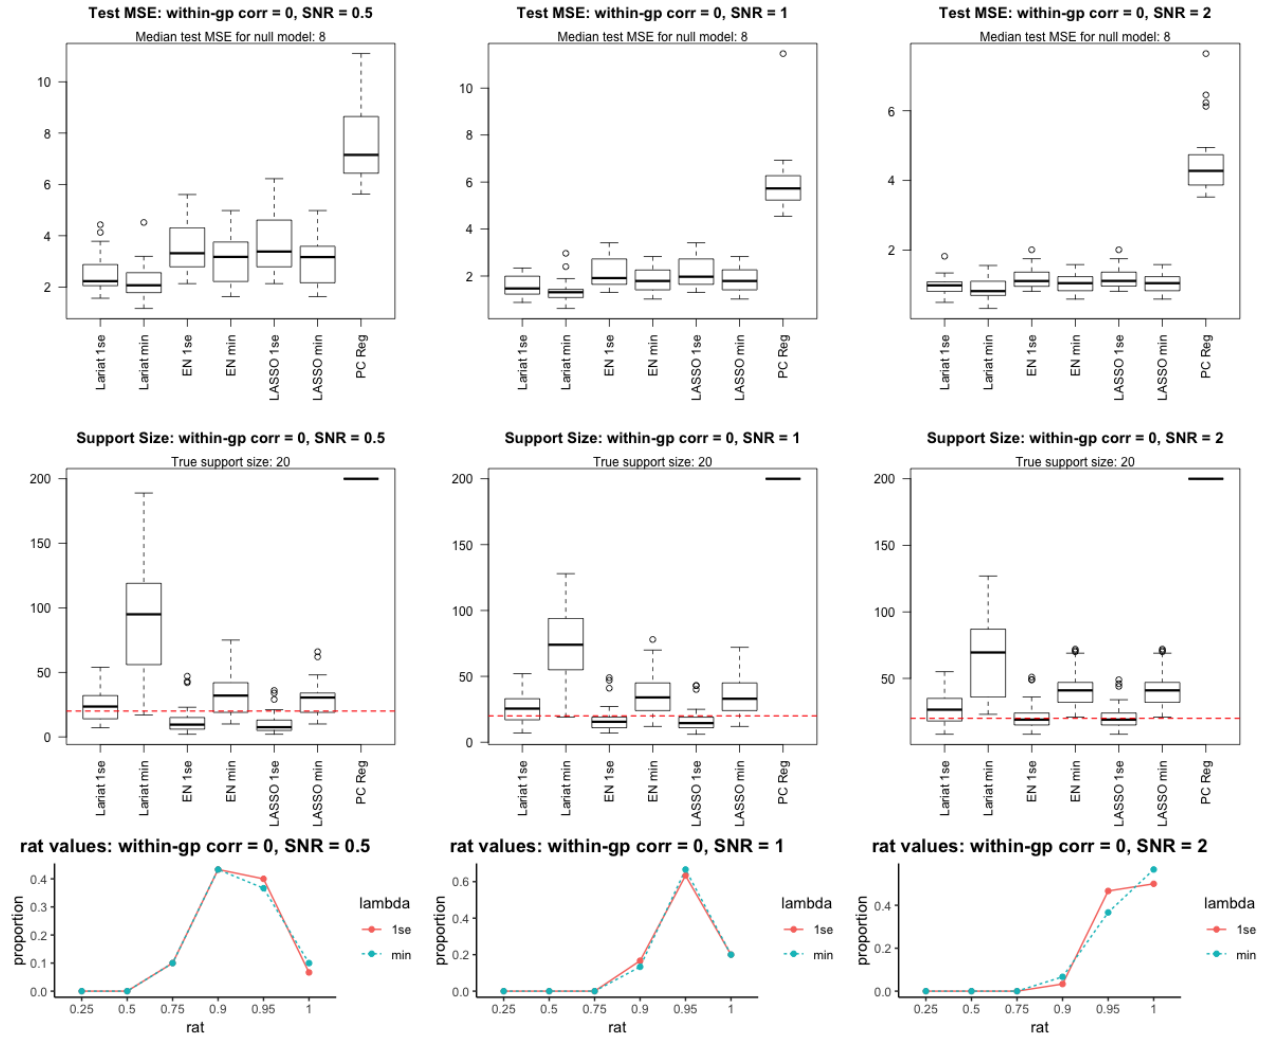 Test MSE: within-gp corr = 0, SNR = 0.5
Median test MSE for null model: 8
10
8
6
4
2
Lariat 1se
Lariat min
EN 1se
EN min
LASSO 1se
LASSO min
PC Reg
Test MSE: within-gp corr = 0, SNR = 1
Median test MSE for null model: 8
10
8
6
4
2
Lariat 1se
Lariat min
EN 1se
EN min
LASSO 1se
LASSO min
PC Reg
Test MSE: within-gp corr = 0, SNR = 2
Median test MSE for null model: 8
6
4
2
Lariat 1se
Lariat min
EN 1se
EN min
LASSO 1se
LASSO min
PC Reg
Support Size: within-gp corr = 0, SNR = 0.5
True support size: 20
200
150
100
50
0
Lariat 1se
Lariat min
EN 1se
EN min
LASSO 1se
LASSO min
PC Reg
Support Size: within-gp corr = 0, SNR = 1
True support size: 20
200
150
100
50
0
Lariat 1se
Lariat min
EN 1se
EN min
LASSO 1se
LASSO min
PC Reg
Support Size: within-gp corr = 0, SNR = 2
True support size: 20
200
150
100
50
Lariat 1se
Lariat min
EN 1se
EN min
LASSO 1se
LASSO min
PC Reg
rat values: within-gp corr = 0, SNR = 0.5
proportion
0.4
0.3
0.2
0.1
0.0
0.25 0.5 0.75 0.9 0.95 1
rat
lambda
1se
min
rat values: within-gp corr = 0, SNR = 1
proportion
0.6
0.4
0.2
0.0
0.25 0.5 0.75 0.9 0.95 1
rat
lambda
1se
min
rat values: within-gp corr = 0, SNR = 2
proportion
0.4
0.2
0.0
0.25 0.5 0.75 0.9 0.95 1
rat
lambda
1se
min